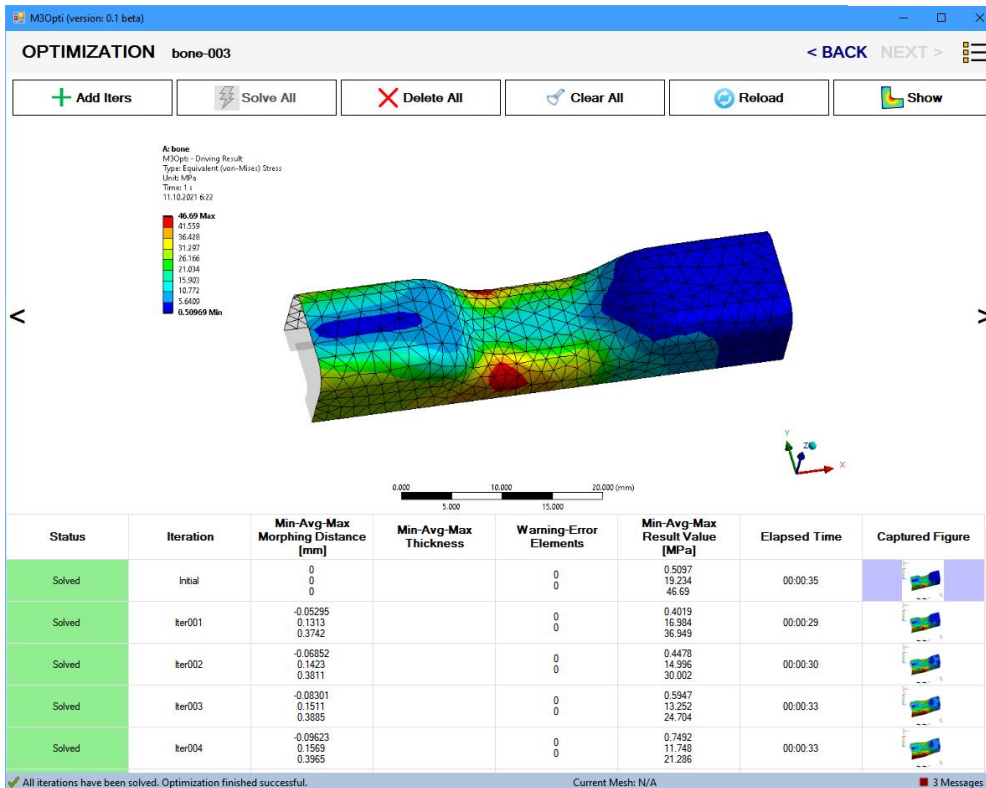 M3Opti (version: 0.1 beta)
OPTIMIZATION bone-003
< BACK NEXT >
Add Iters Solve All Delete All Clear All Reload Show
A: bone
M3Opti - Driving Result
Type: Equivalent (von-Mises) Stress
Unit: MPa
Time: 1 s
11.10.2021 6:22
46.69 Max
41.559
36.428
31.297
26.166
21.034
15.903
10.772
5.6409
0.50969 Min
< >
Y
Z
X
0.000 10.000 20.000 (mm)
5.000 15.000
Status Iteration Min-Avg-Max Morphing Distance [mm] Min-Avg-Max Thickness Warning-Error Elements Min-Avg-Max Result Value [MPa] Elapsed Time Captured Figure
Solved Initial 0 0 0 0 0 0.5097 19.234 46.69 00:00:35
Solved Iter001 -0.05295 0.1313 0.3742 0 0 0.4019 16.984 36.949 00:00:29
Solved Iter002 -0.06852 0.1423 0.3811 0 0 0.4478 14.996 30.002 00:00:30
Solved Iter003 -0.08301 0.1511 0.3885 0 0 0.5947 13.252 24.704 00:00:33
Solved Iter004 -0.09623 0.1569 0.3965 0 0 0.7492 11.748 21.286 00:00:33
All iterations have been solved. Optimization finished successful. Current Mesh: N/A 3 Messages